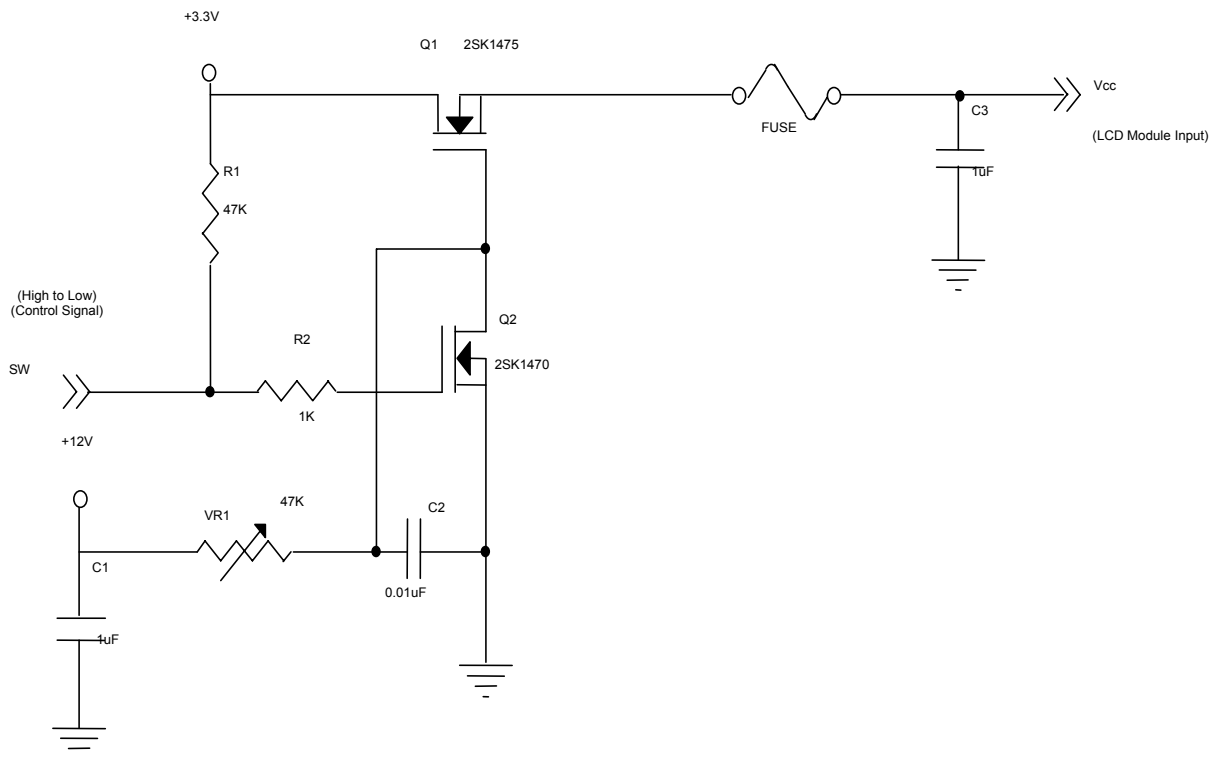 +3.3V
Q1 2SK1475
Vcc
C3
FUSE
(LCD Module Input)
R1
1uF
47K
(High to Low)
(Control Signal)
Q2
R2
2SK1470
SW
1K
+12V
47K
C2
VR1
C1
0.01uF
1uF